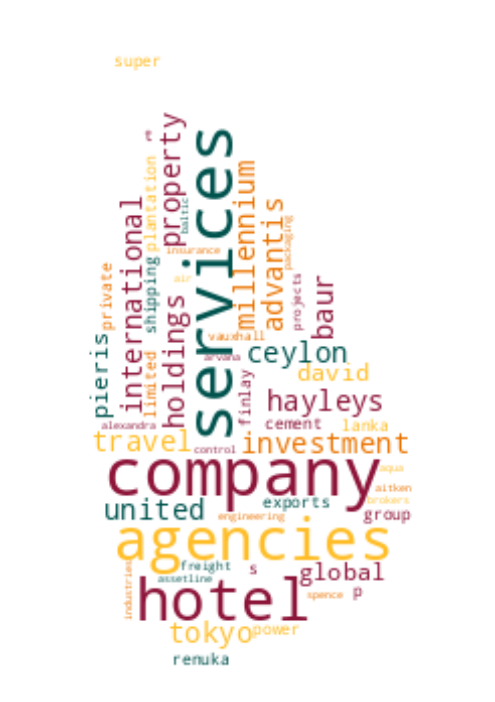 super
services
property
international
plantation
re
baltic
millennium
advantis
packaging
insurance
air
shipping
private
holdings
limited
pieris
projects
baur
vauxhall
arvana
ceylon
david
finlay
hayleys
alexandra
cement
lanka
travel
control
investment
company
aqua
aitken
brokers
united
exports
group
engineering
agencies
freight
s
assetline
global
industries
hotel
spence
p
tokyo
power
renuka